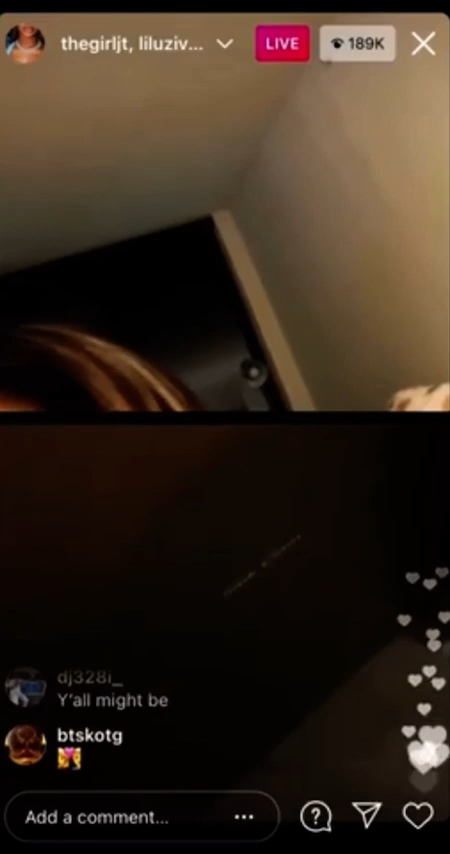 thegirljt, liluziv...
LIVE
189K
dj328i_
Y'all might be
btskotg
Add a comment...